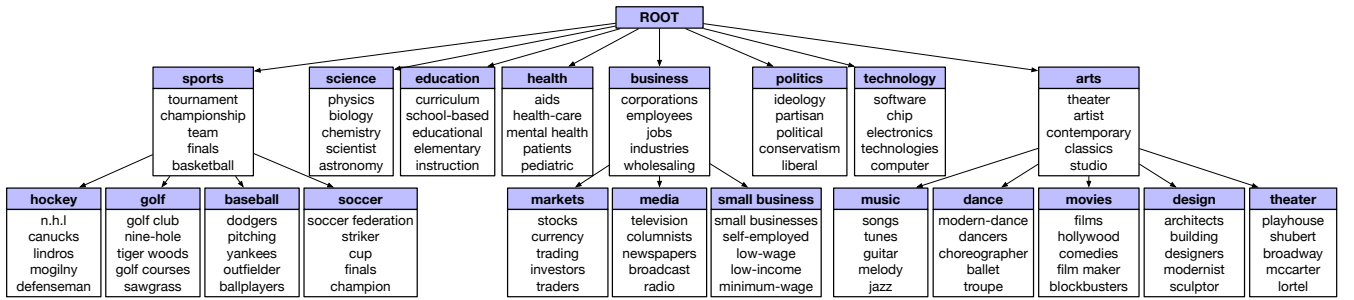 ROOT
sports
tournament
championship
team
finals
basketball
science
physics
biology
chemistry
scientist
astronomy
education
curriculum
school-based
educational
elementary
instruction
health
aids
health-care
mental health
patients
pediatric
business
corporations
employees
jobs
industries
wholesaling
politics
ideology
partisan
political
conservatism
liberal
technology
software
chip
electronics
technologies
computer
arts
theater
artist
contemporary
classics
studio
hockey
n.h.l
canucks
lindros
mogilny
defenseman
golf
golf club
nine-hole
tiger woods
golf courses
sawgrass
baseball
dodgers
pitching
yankees
outfielder
ballplayers
soccer
soccer federation
striker
cup
finals
champion
markets
stocks
currency
trading
investors
traders
media
television
columnists
newspapers
broadcast
radio
small business
small businesses
self-employed
low-wage
low-income
minimum-wage
music
songs
tunes
guitar
melody
jazz
dance
modern-dance
dancers
choreographer
ballet
troupe
movies
films
hollywood
comedies
film maker
blockbusters
design
architects
building
designers
modernist
sculptor
theater
playhouse
shubert
broadway
mccarter
lortel